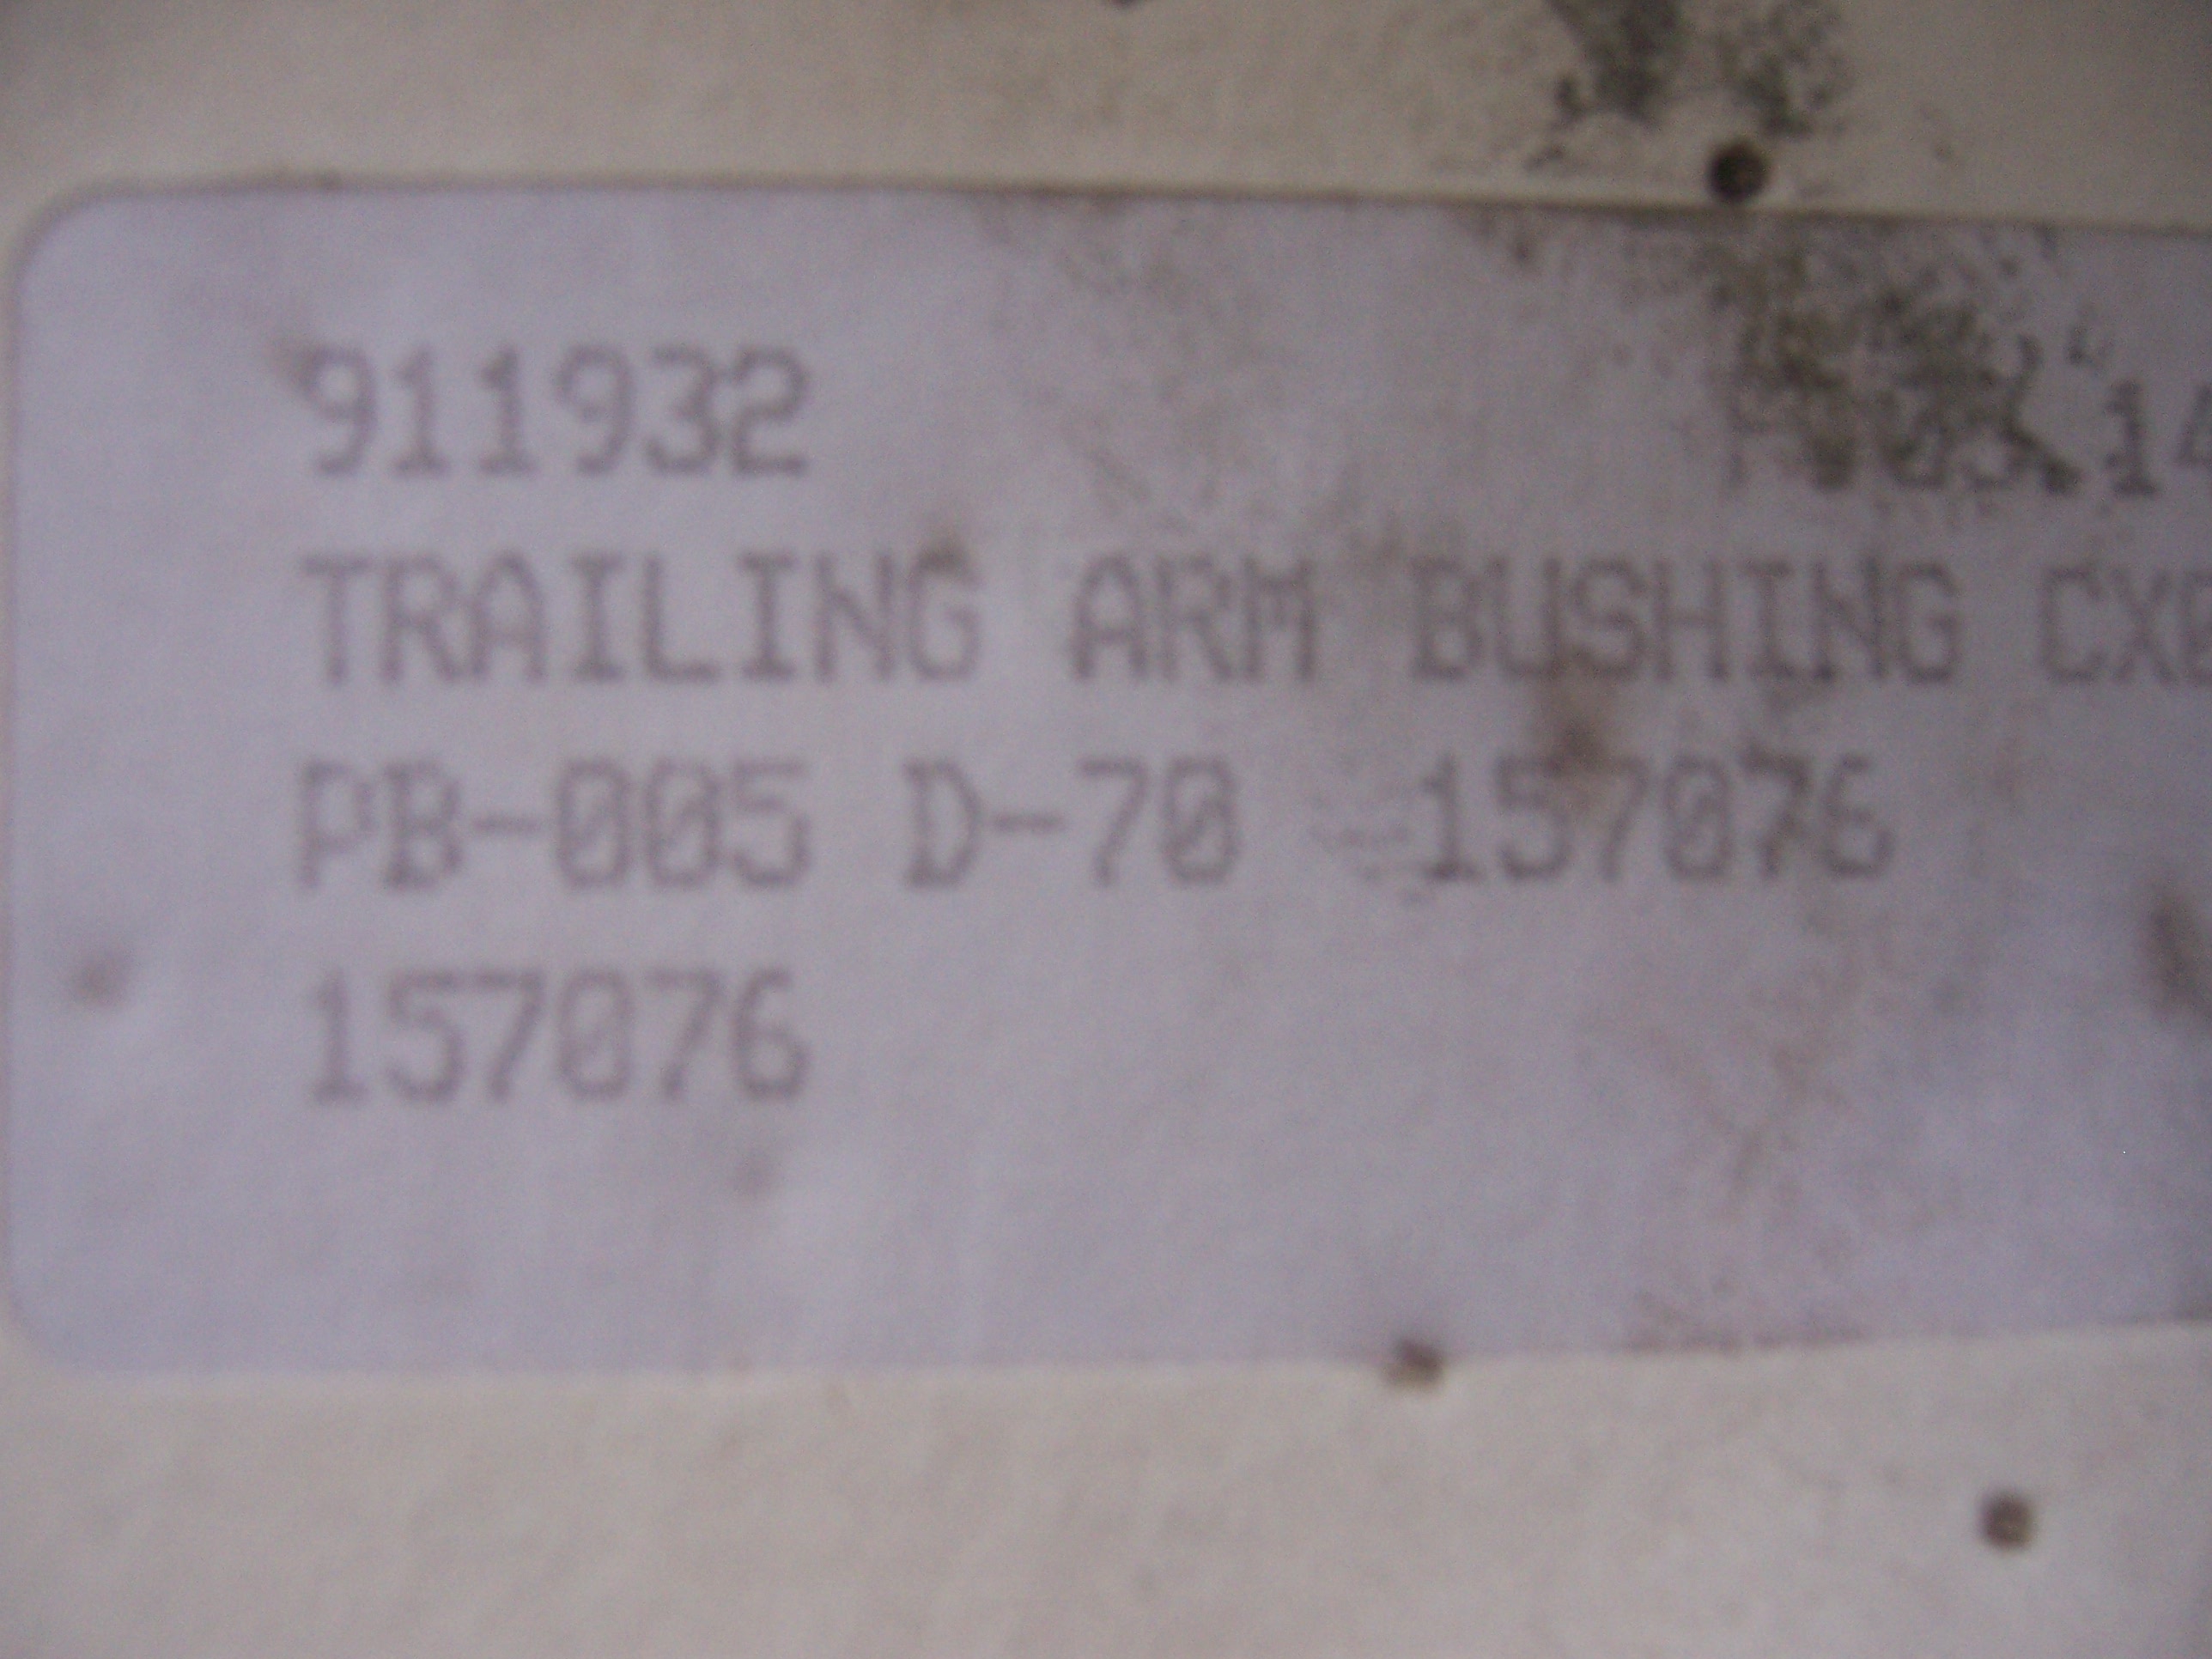 911932
TRAILING ARM BUSHING
PB-005 D-70 -157076
157076